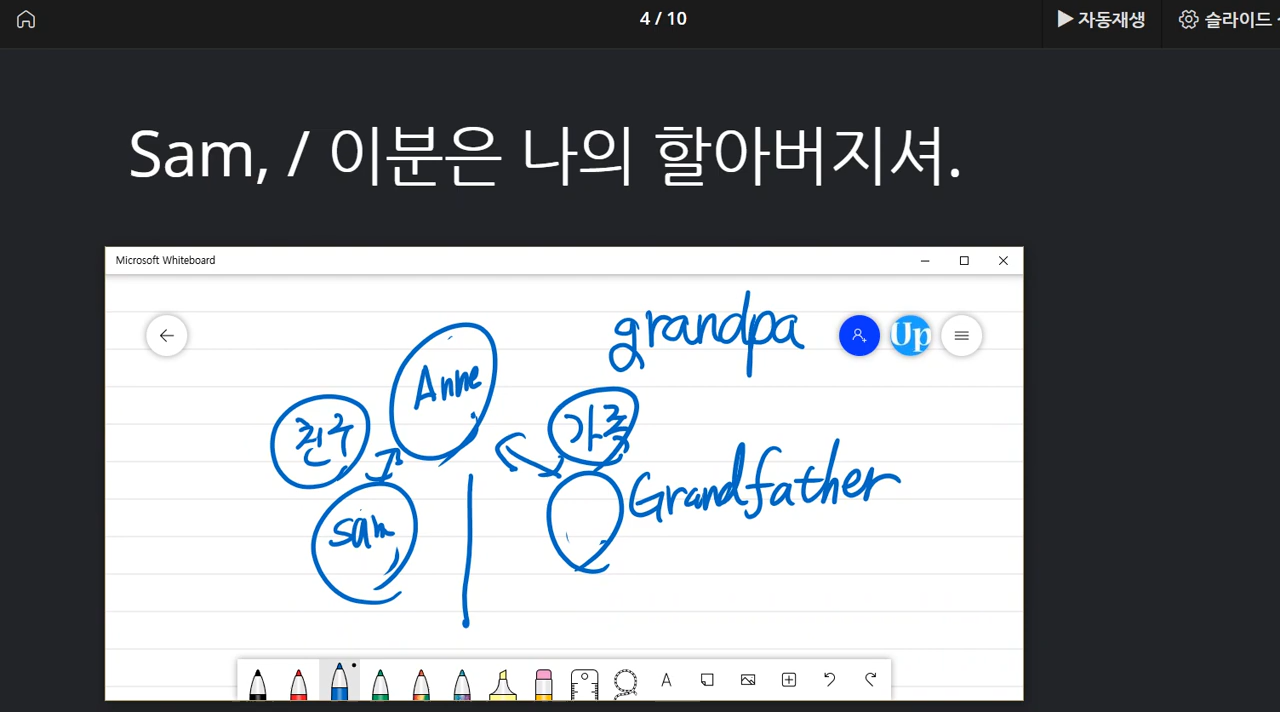 4 / 10
자동재생
슬라이드
Sam, / 이분은 나의 할아버지셔.
Microsoft Whiteboard
grandpa
Up
Anne
친구
가족
Grandfather
sam
A